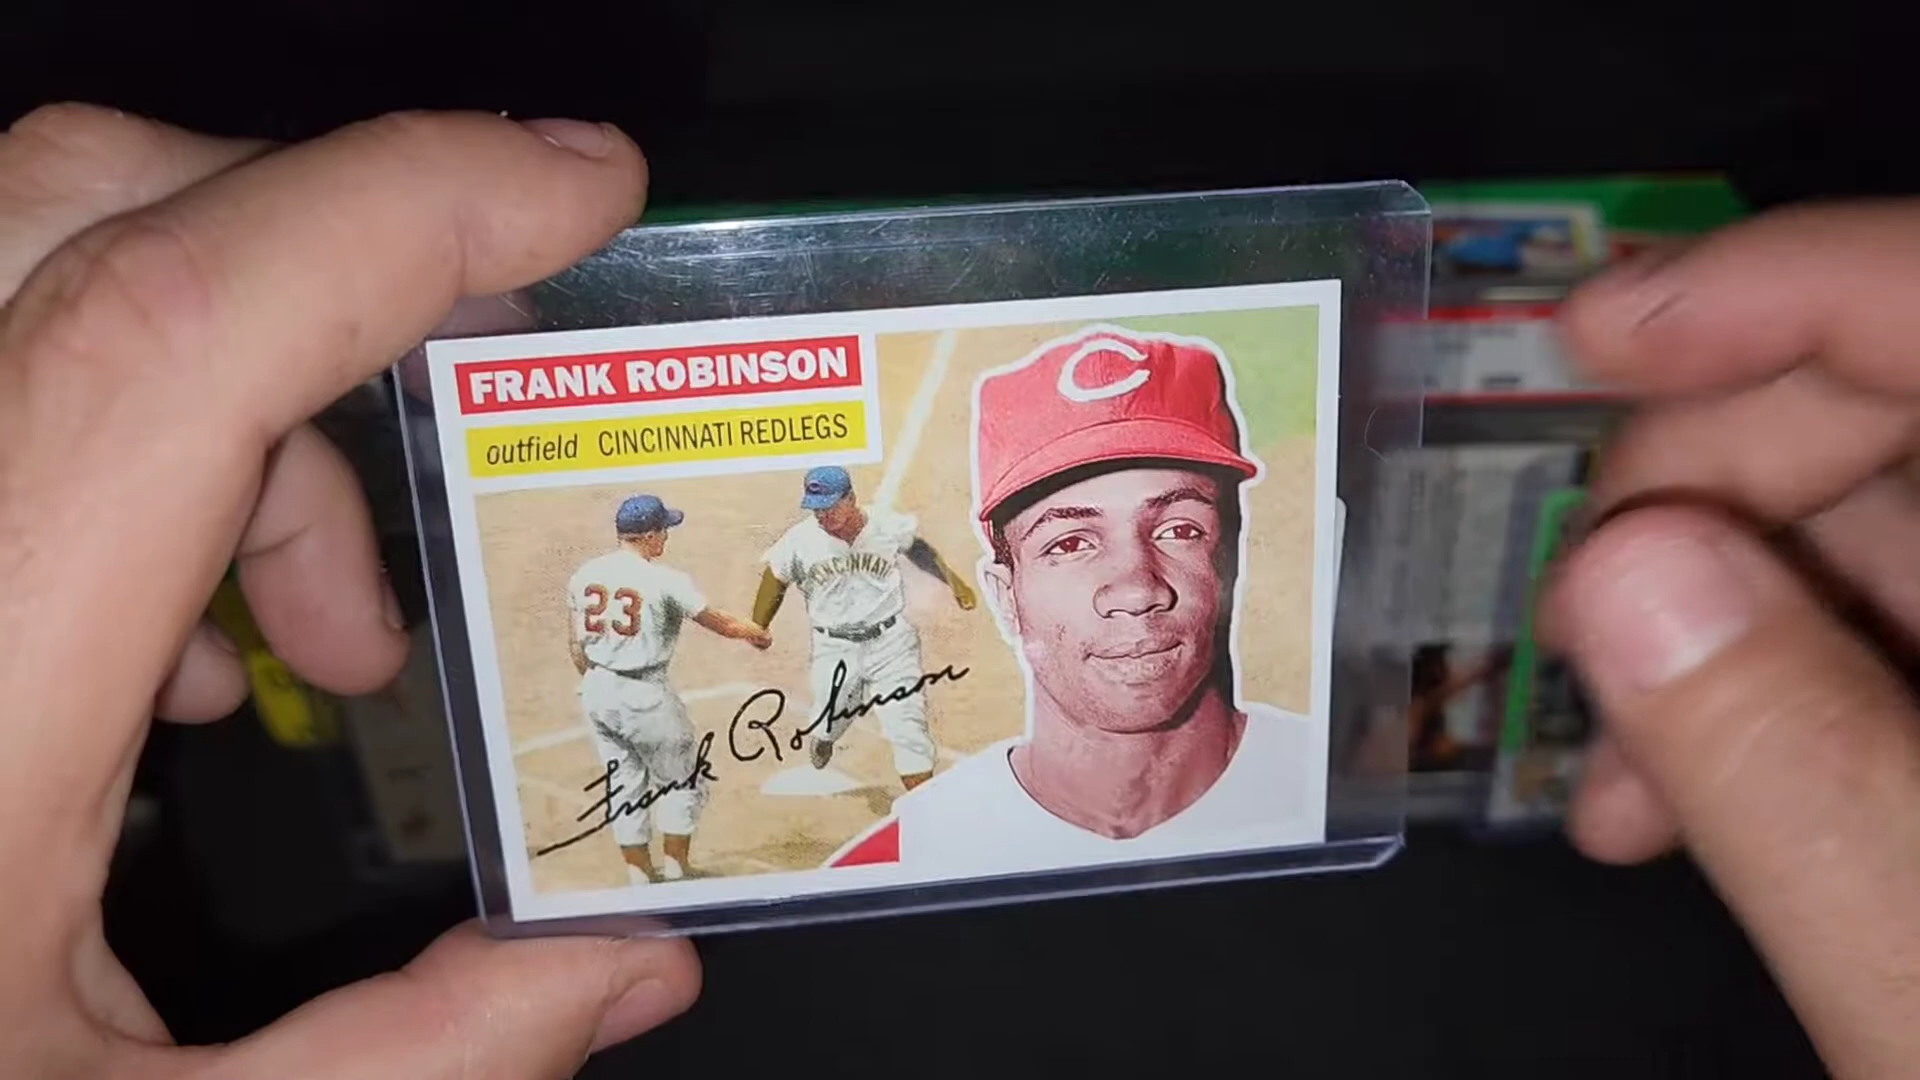 FRANK ROBINSON
outfield CINCINNATI REDLEGS
C
CINCINNATI
23
Frank Robinson